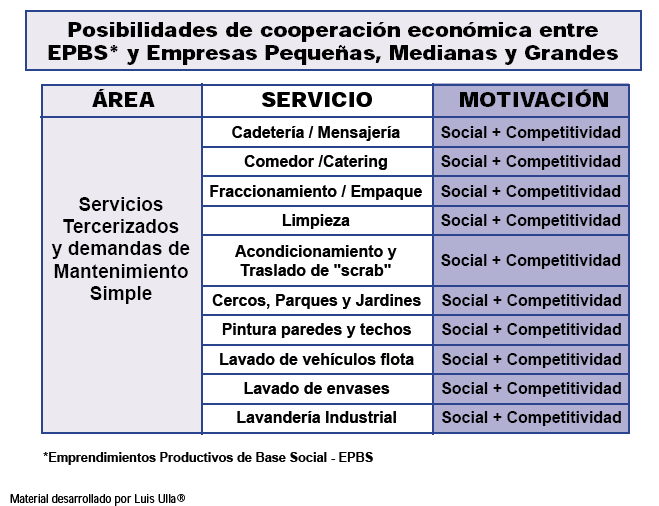 Posibilidades de cooperación económica entre
EPBS* y Empresas Pequeñas, Medianas y Grandes
ÁREA SERVICIO MOTIVACIÓN
Servicios
Tercerizados
y demandas de
Mantenimiento
Simple
Cadetería / Mensajería Social + Competitividad
Comedor /Catering Social + Competitividad
Fraccionamiento / Empaque Social + Competitividad
Limpieza Social + Competitividad
Acondicionamiento y
Traslado de "scrab" Social + Competitividad
Cercos, Parques y Jardines Social + Competitividad
Pintura paredes y techos Social + Competitividad
Lavado de vehículos flota Social + Competitividad
Lavado de envases Social + Competitividad
Lavandería Industrial Social + Competitividad
*Emprendimientos Productivos de Base Social - EPBS
Material desarrollado por Luis Ulla®